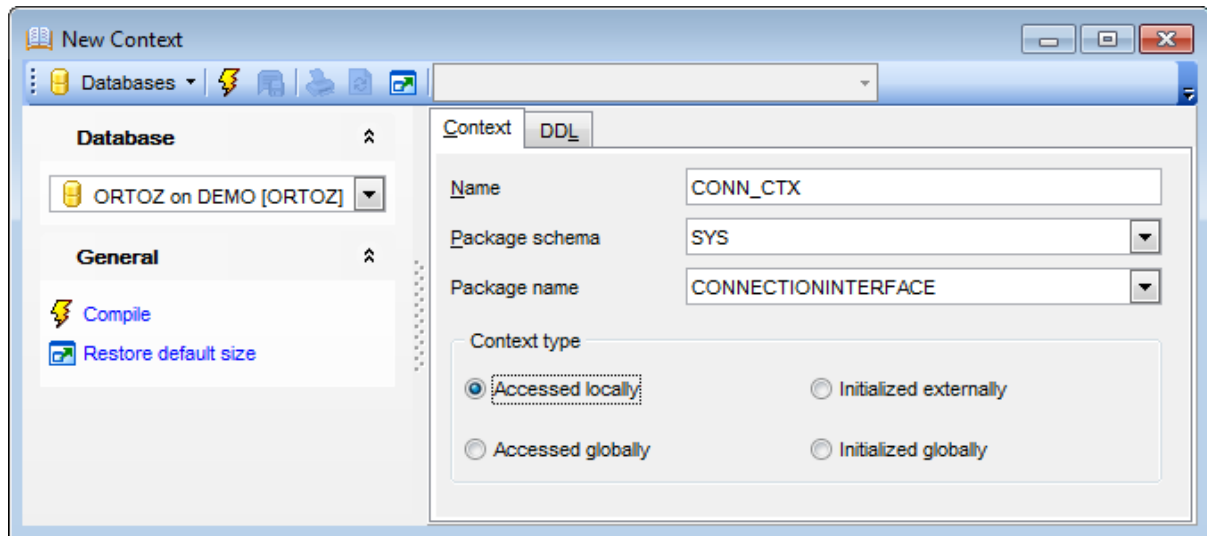 New Context
Databases
Database
ORTOZ on DEMO [ORTOZ]
General
Compile
Restore default size
Context DDL
Name CONN_CTX
Package schema SYS
Package name CONNECTIONINTERFACE
Context type
Accessed locally Initialized externally
Accessed globally Initialized globally